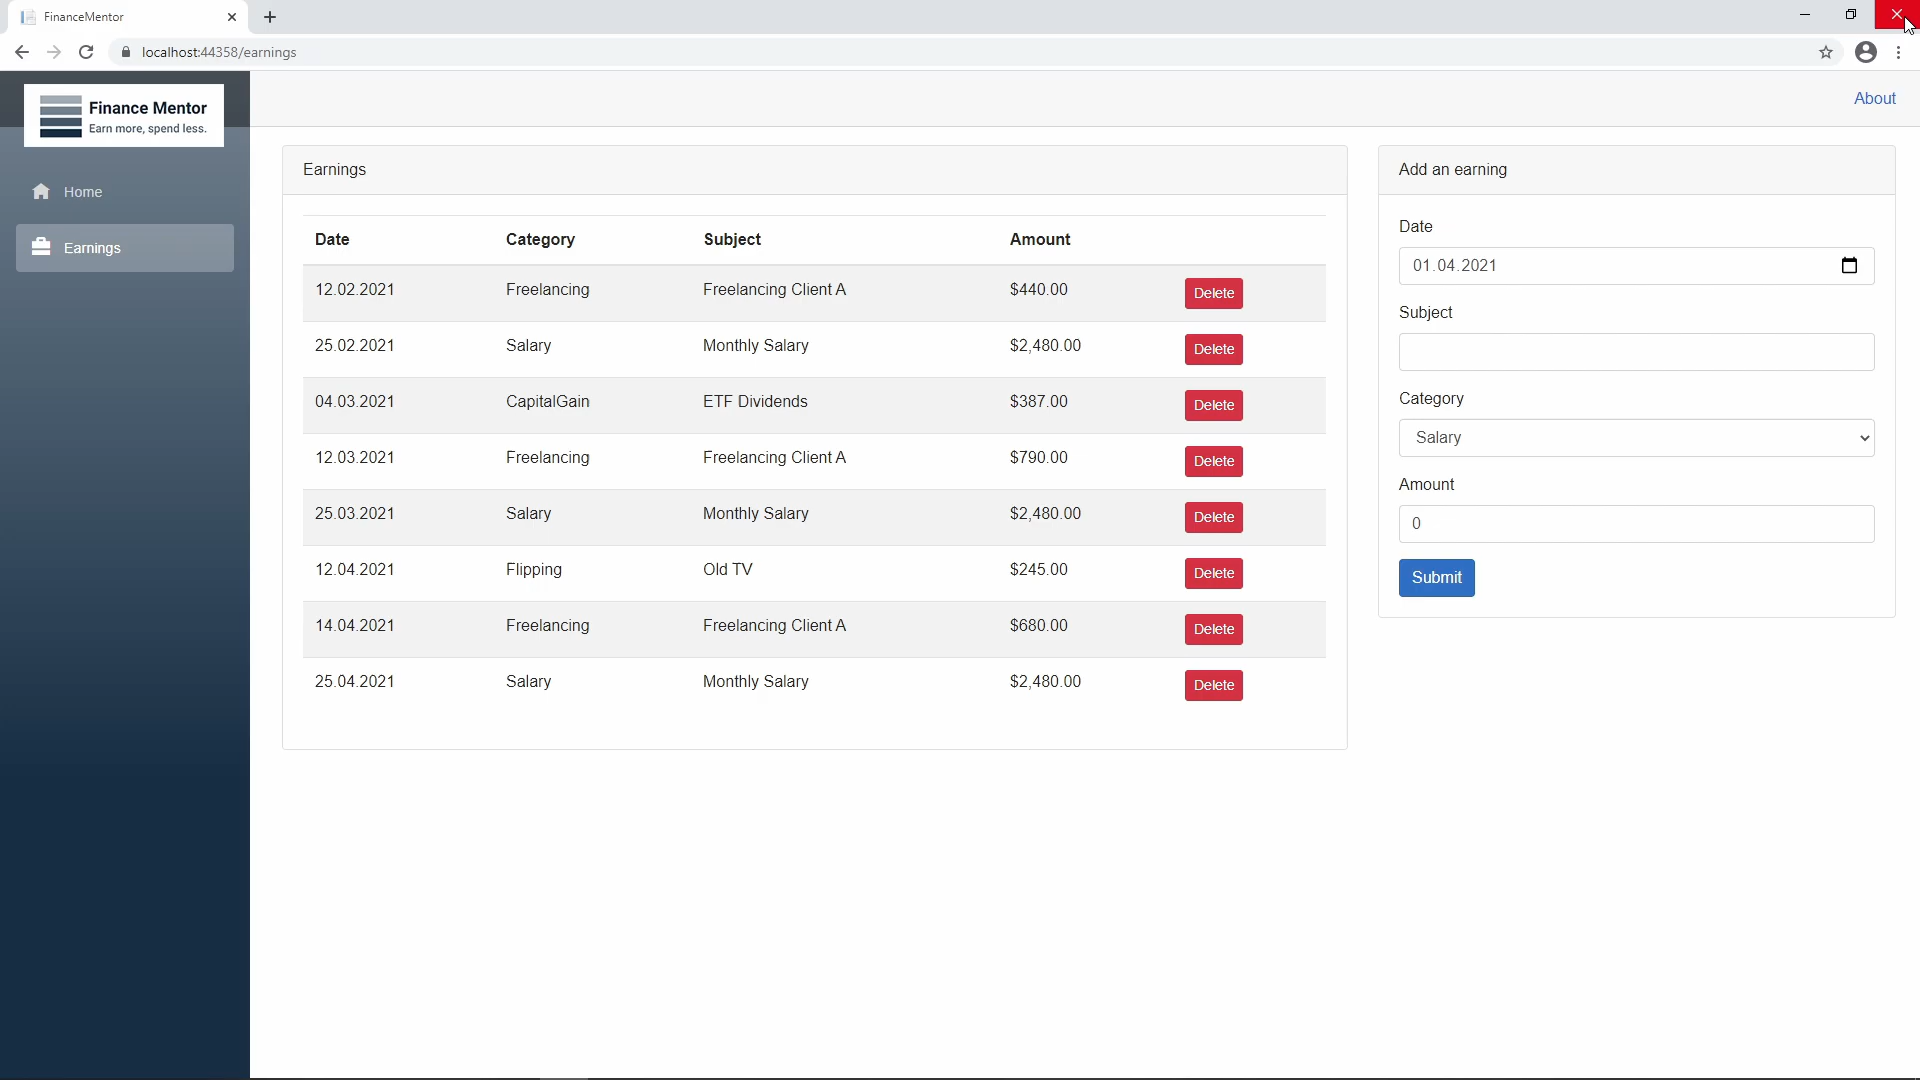 FinanceMentor
localhost:44358/earnings
Finance Mentor
Earn more, spend less.
About
Home
Earnings
Earnings
Date Category Subject Amount
12.02.2021 Freelancing Freelancing Client A $440.00 Delete
25.02.2021 Salary Monthly Salary $2,480.00 Delete
04.03.2021 CapitalGain ETF Dividends $387.00 Delete
12.03.2021 Freelancing Freelancing Client A $790.00 Delete
25.03.2021 Salary Monthly Salary $2,480.00 Delete
12.04.2021 Flipping Old TV $245.00 Delete
14.04.2021 Freelancing Freelancing Client A $680.00 Delete
25.04.2021 Salary Monthly Salary $2,480.00 Delete
Add an earning
Date
01.04.2021
Subject
Category
Salary
Amount
0
Submit